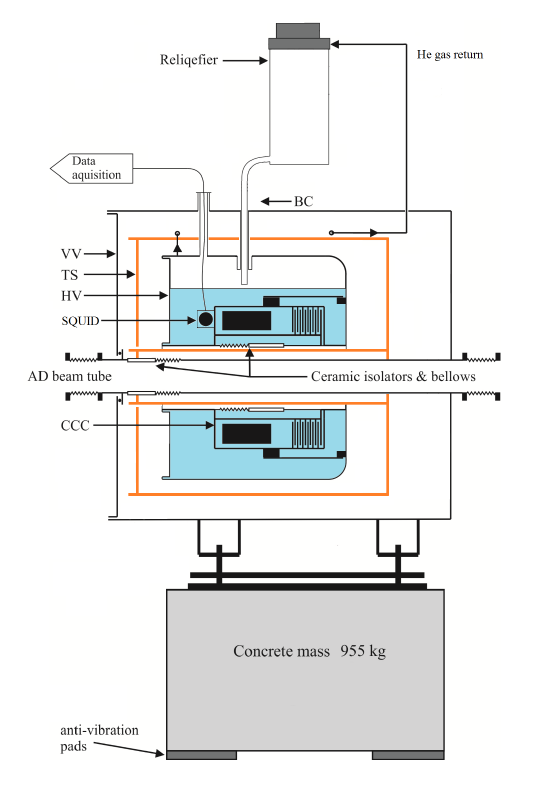 He gas return
Reliqefier
Data
aquisition
BC
VV
TS
HV
SQUID
AD beam tube
Ceramic isolators & bellows
CCC
Concrete mass 955 kg
anti-vibration
pads